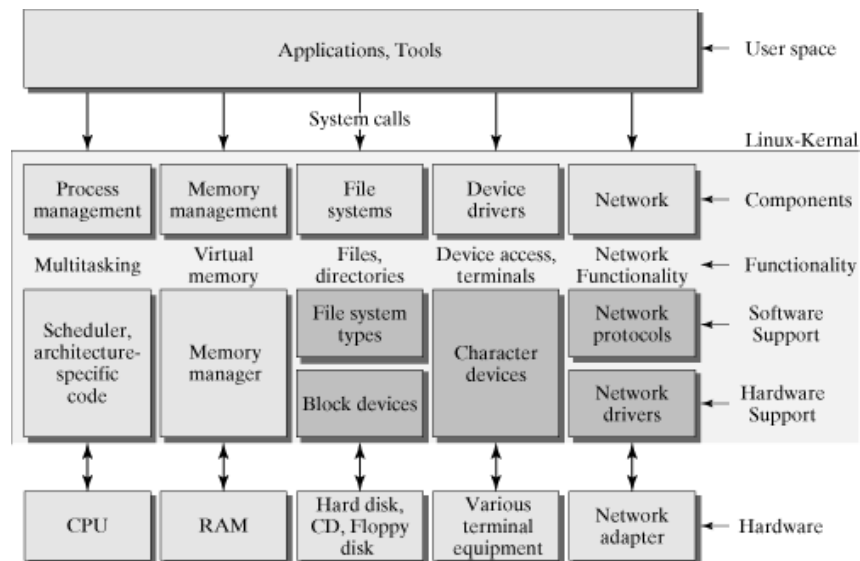 Applications, Tools
User space
System calls
Linux-Kernal
Process
management
Memory
management
File
systems
Device
drivers
Network
Components
Multitasking
Virtual
memory
Files,
directories
Device access,
terminals
Network
Functionality
Functionality
Scheduler,
architecture-
specific
code
Memory
manager
File system
types
Block devices
Character
devices
Network
protocols
Network
drivers
Software
Support
Hardware
Support
CPU
RAM
Hard disk,
CD, Floppy
disk
Various
terminal
equipment
Network
adapter
Hardware